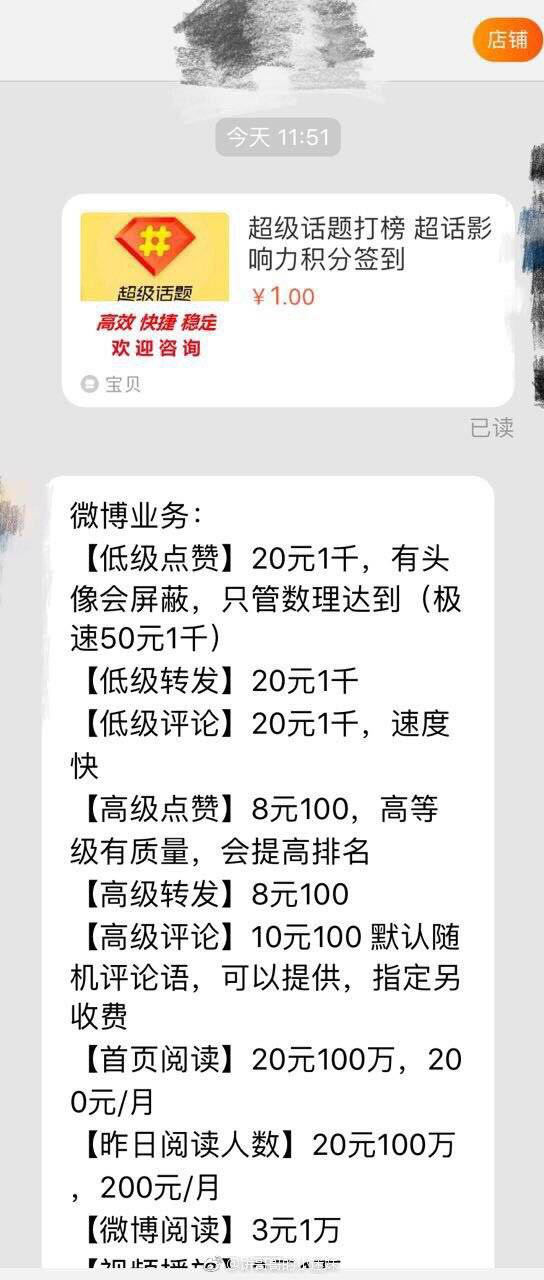 店铺
今天 11:51
超级话题打榜 超话影
响力积分签到
¥1.00
#
超级话题
高效 快捷 稳定
欢迎咨询
宝贝
已读
微博业务：
【低级点赞】20元1千，有头
像会屏蔽，只管数理达到（极
速50元1千）
【低级转发】20元1千
【低级评论】20元1千，速度
快
【高级点赞】8元100，高等
级有质量，会提高排名
【高级转发】8元100
【高级评论】10元100 默认随
机评论语，可以提供，指定另
收费
【首页阅读】20元100万，20
0元/月
【昨日阅读人数】20元100万
，200元/月
【微博阅读】3元1万